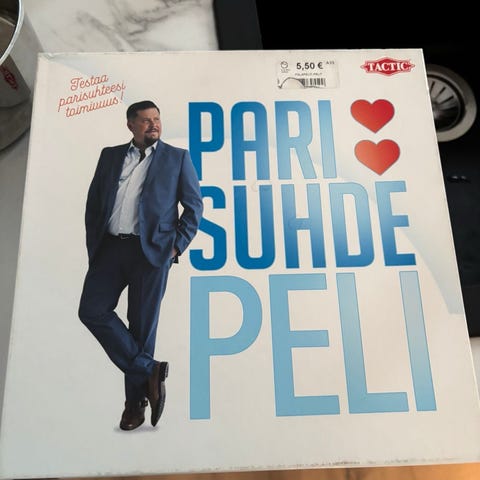 Testaa
parisuhteesi
toimivuus!
5,50 €
TACTIC
PARI
SUHDE
PELI